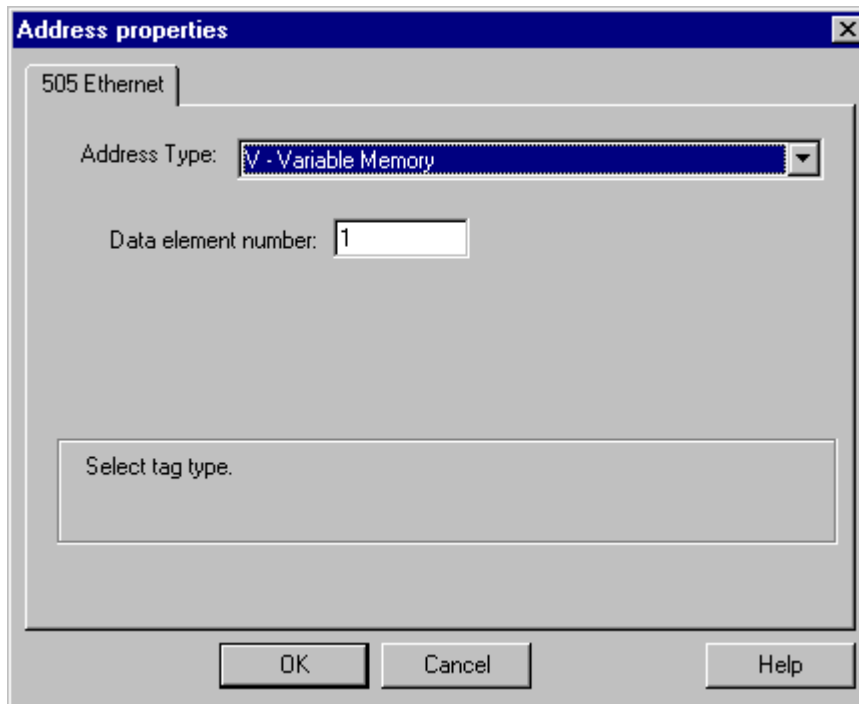 Address properties
505 Ethernet
Address Type: V - Variable Memory
Data element number: 1
Select tag type.
OK Cancel Help